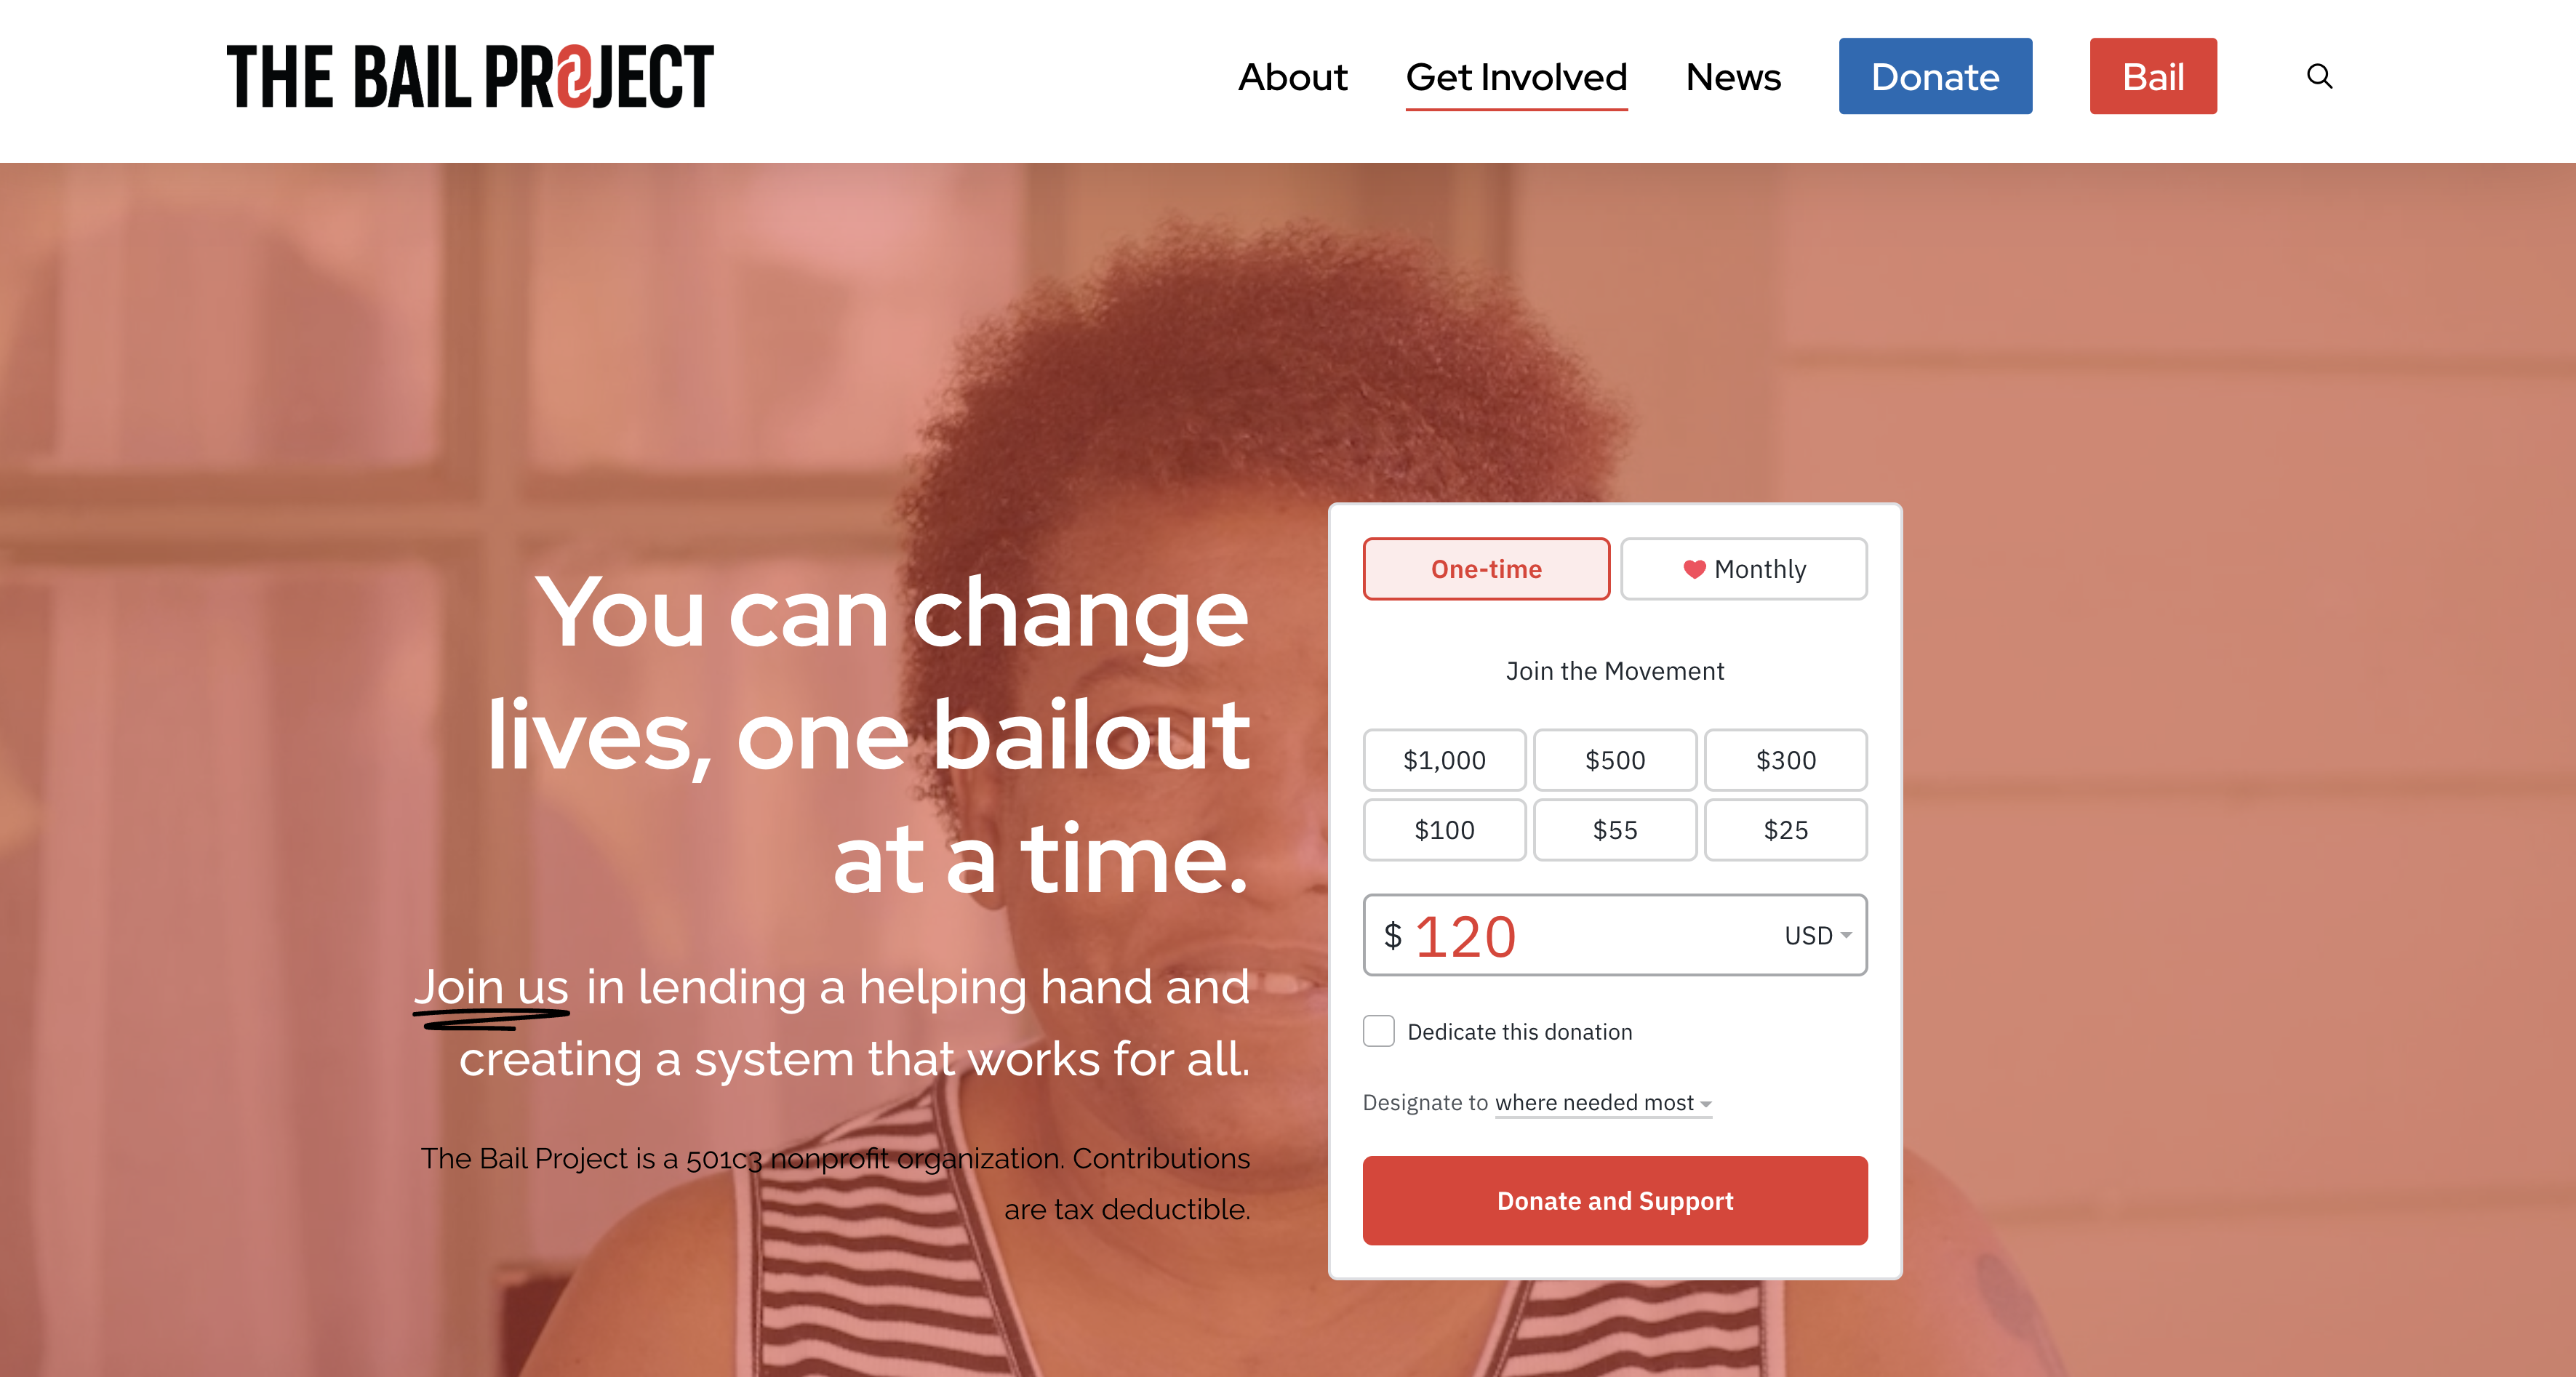 THE BAIL PROJECT
About Get Involved News Donate Bail
You can change
lives, one bailout
at a time.
Join us in lending a helping hand and
creating a system that works for all.
The Bail Project is a 501c3 nonprofit organization. Contributions
are tax deductible.
One-time Monthly
Join the Movement
$1,000 $500 $300
$100 $55 $25
$ 120 USD
Dedicate this donation
Designate to where needed most
Donate and Support